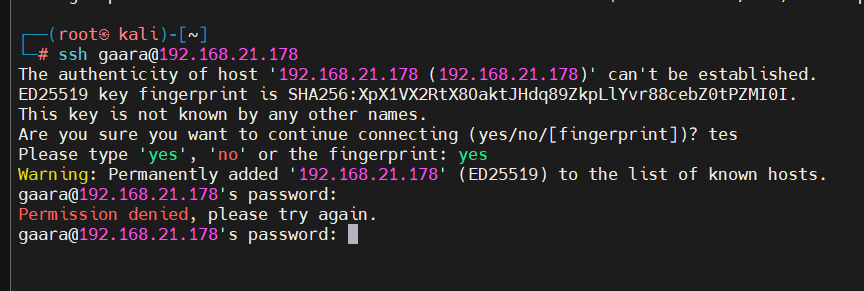 ┌──(root㉿ kali)-[~]
└─# ssh gaara@192.168.21.178
The authenticity of host '192.168.21.178 (192.168.21.178)' can't be established.
ED25519 key fingerprint is SHA256:XpX1VX2RtX8OaktJHdq89ZkpLlYvr88cebZ0tPZMI0I.
This key is not known by any other names.
Are you sure you want to continue connecting (yes/no/[fingerprint])? tes
Please type 'yes', 'no' or the fingerprint: yes
Warning: Permanently added '192.168.21.178' (ED25519) to the list of known hosts.
gaara@192.168.21.178's password:
Permission denied, please try again.
gaara@192.168.21.178's password: